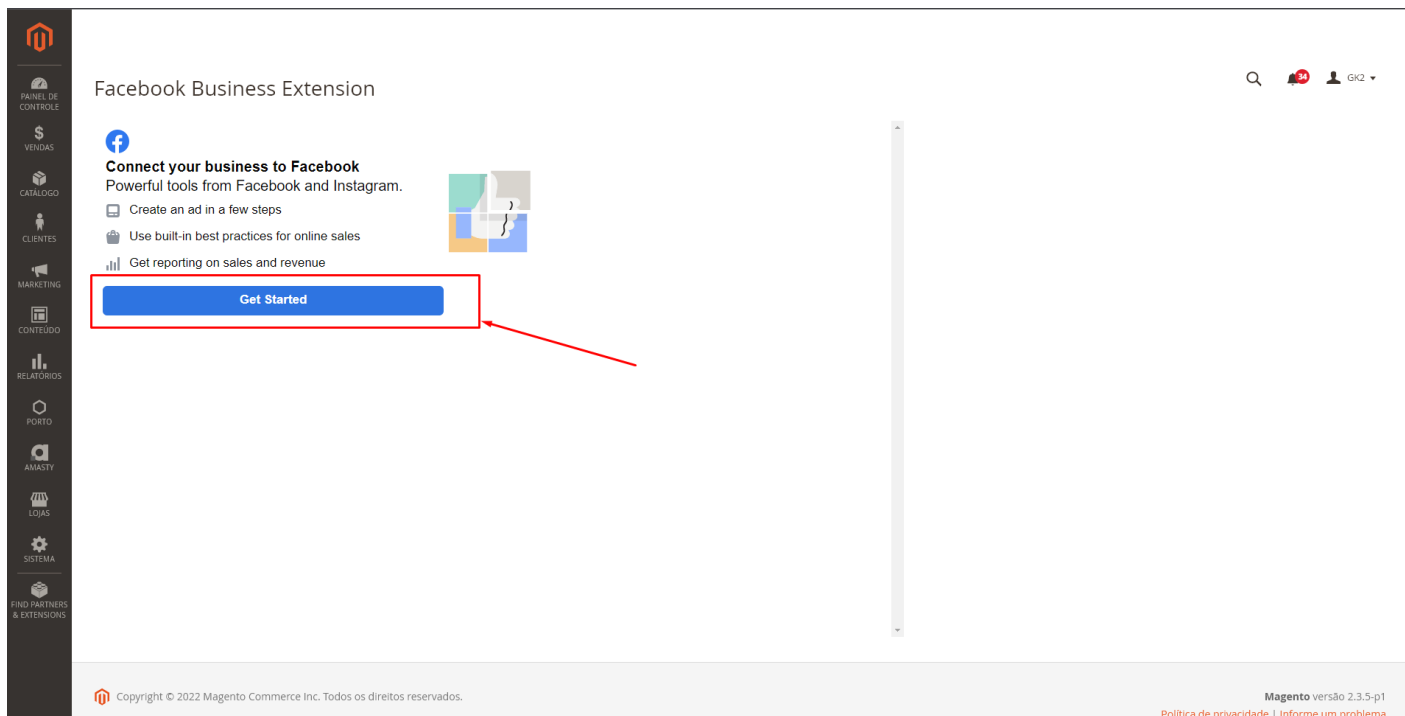 PAINEL DE
CONTROLE
$
VENDAS
CATÁLOGO
CLIENTES
MARKETING
CONTEÚDO
RELATÓRIOS
PORTO
AMASTY
LOJAS
SISTEMA
FIND PARTNERS
& EXTENSIONS
Facebook Business Extension
34
GK2
Connect your business to Facebook
Powerful tools from Facebook and Instagram.
Create an ad in a few steps
Use built-in best practices for online sales
Get reporting on sales and revenue
Get Started
Copyright © 2022 Magento Commerce Inc. Todos os direitos reservados.
Magento versão 2.3.5-p1
Política de privacidade | Informe um problema